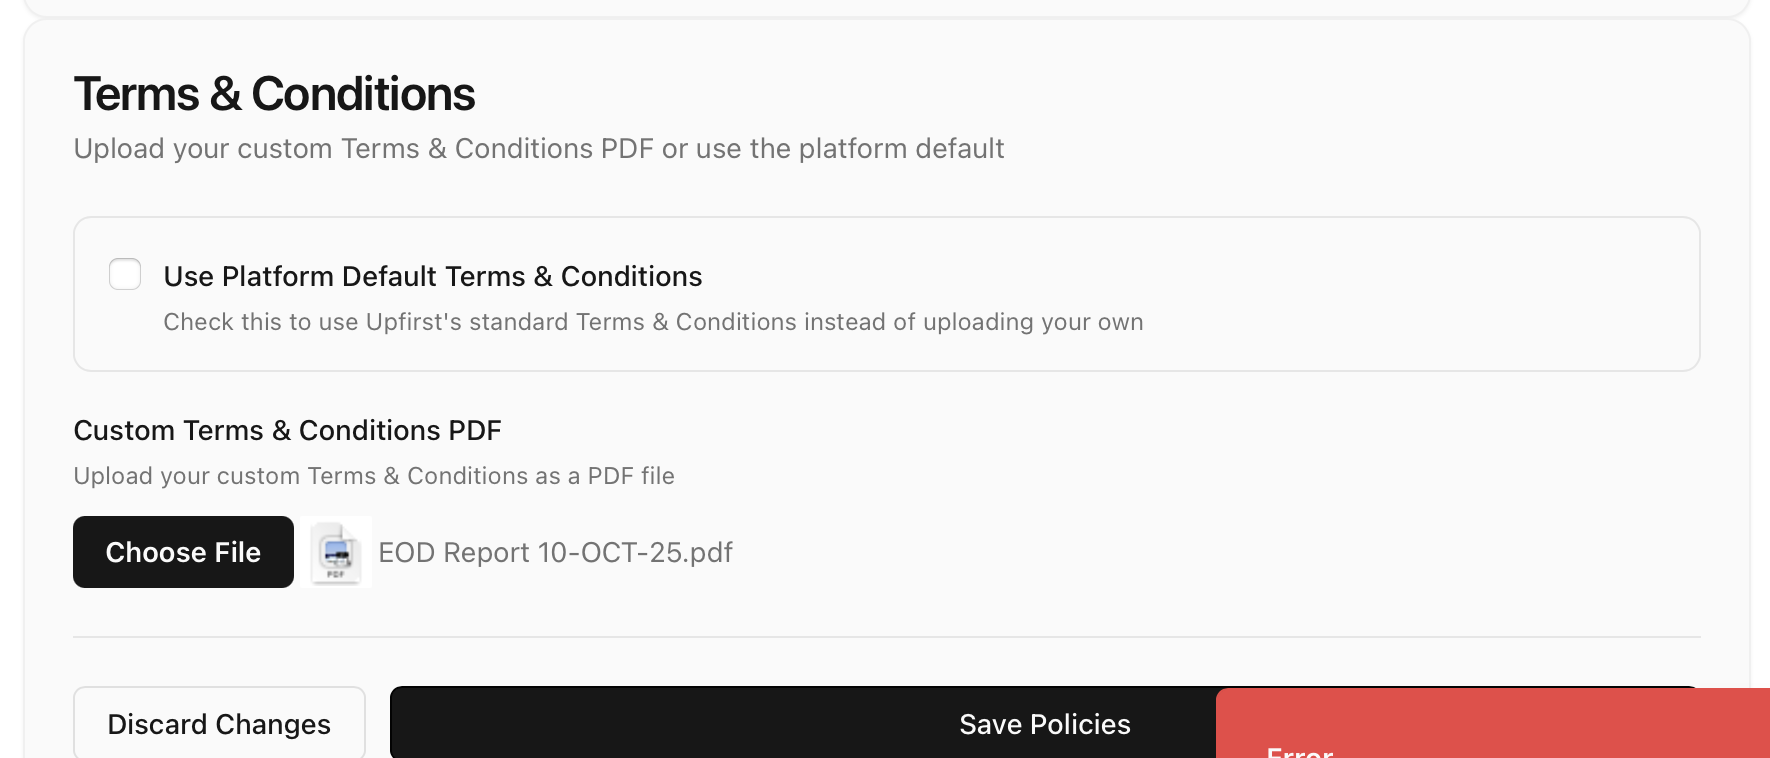 Terms & Conditions
Upload your custom Terms & Conditions PDF or use the platform default
Use Platform Default Terms & Conditions
Check this to use Upfirst's standard Terms & Conditions instead of uploading your own
Custom Terms & Conditions PDF
Upload your custom Terms & Conditions as a PDF file
Choose File
PDF
EOD Report 10-OCT-25.pdf
Discard Changes
Save Policies
Error